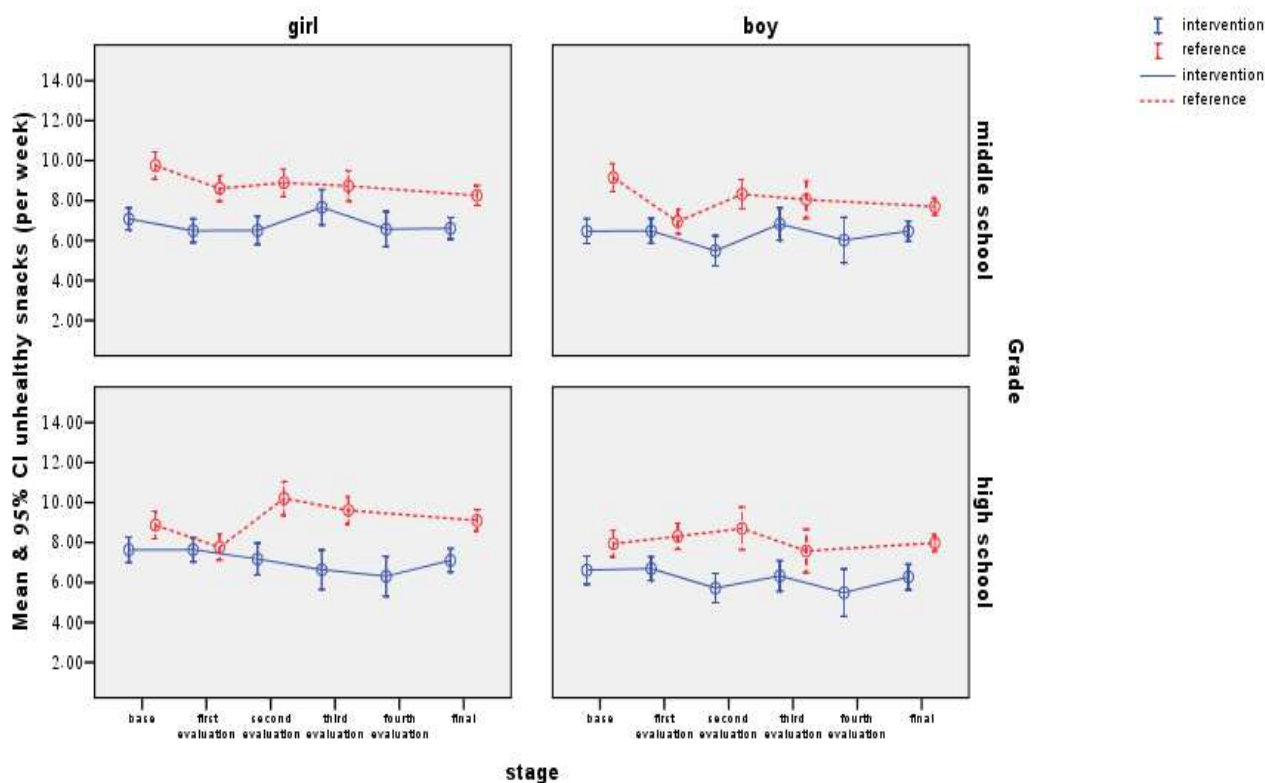 girl
boy
intervention
reference
intervention
reference
Mean & 95% CI unhealthy snacks (per week)
14.00
12.00
10.00
8.00
6.00
4.00
2.00
middle school
Grade
14.00
12.00
10.00
8.00
6.00
4.00
2.00
high school
base
first
evaluation
second
evaluation
third
evaluation
fourth
evaluation
final
base
first
evaluation
second
evaluation
third
evaluation
fourth
evaluation
final
stage